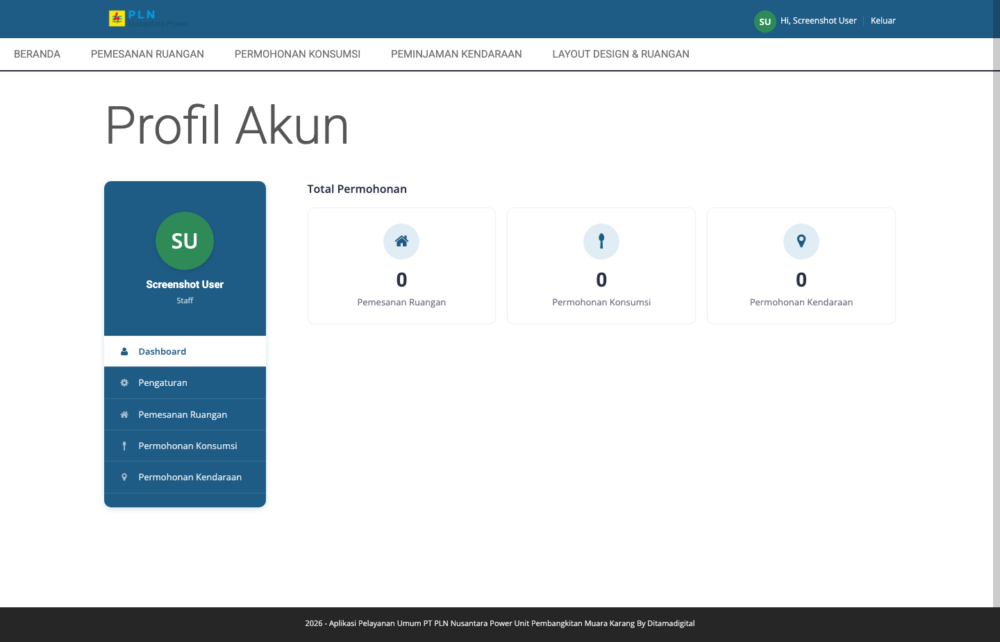 PLN
Nusantara Power
SU
Hi, Screenshot User
Keluar
BERANDA
PEMESANAN RUANGAN
PERMOHONAN KONSUMSI
PEMINJAMAN KENDARAAN
LAYOUT DESIGN & RUANGAN
Profil Akun
SU
Screenshot User
Staff
Dashboard
Pengaturan
Pemesanan Ruangan
Permohonan Konsumsi
Permohonan Kendaraan
Total Permohonan
0
Pemesanan Ruangan
0
Permohonan Konsumsi
0
Permohonan Kendaraan
2026 - Aplikasi Pelayanan Umum PT PLN Nusantara Power Unit Pembangkitan Muara Karang By Ditamadigital